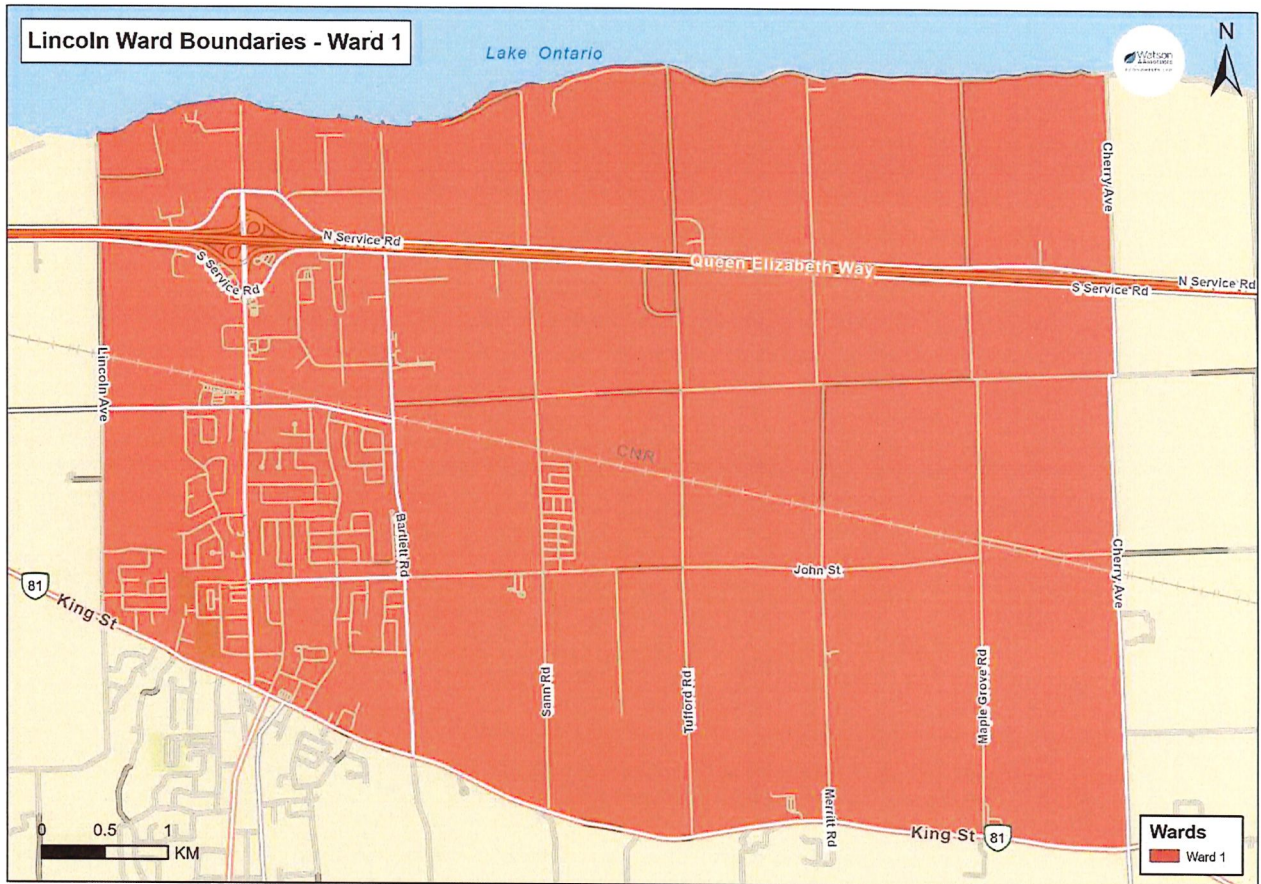 Lincoln Ward Boundaries - Ward 1
Lake Ontario
N
Watson
& Associates
Cherry Ave
N Service Rd
S Service Rd
Queen Elizabeth Way
S Service Rd
N Service Rd
Lincoln Ave
CNR
Bartlett Rd
John St
Cherry Ave
81
King St
Sann Rd
Tufford Rd
Maple Grove Rd
Merritt Rd
King St
81
0 0.5 1
KM
Wards
Ward 1